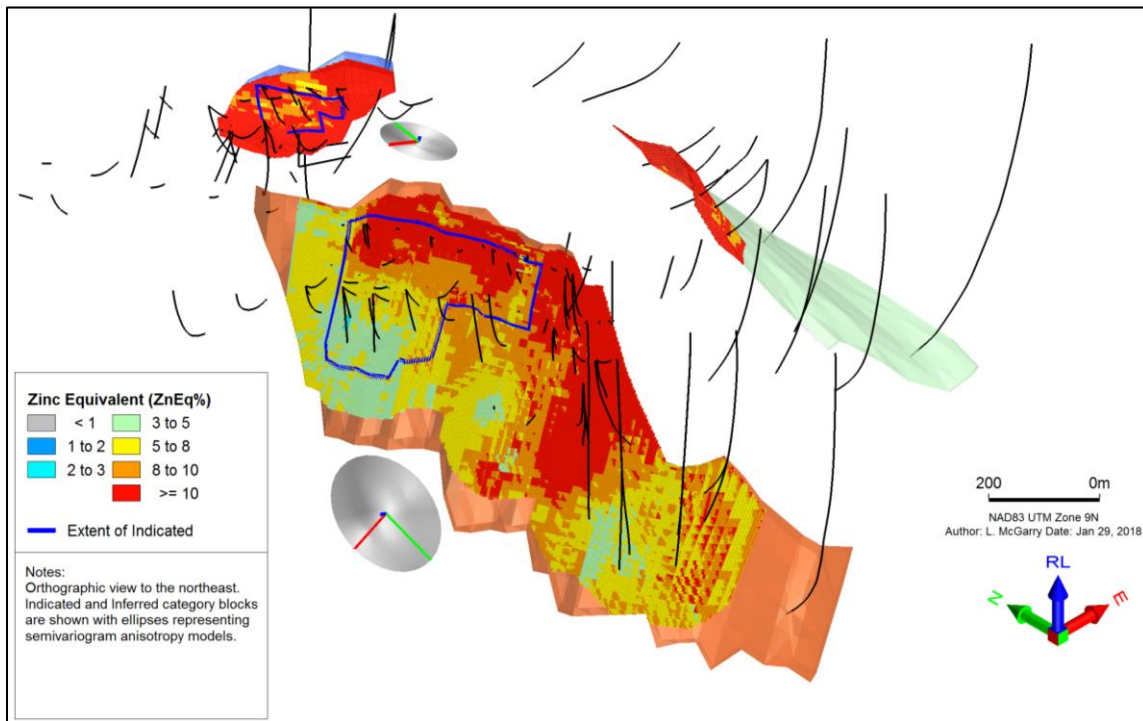 Zinc Equivalent (ZnEq%)
< 1
1 to 2
2 to 3
3 to 5
5 to 8
8 to 10
>= 10
Extent of Indicated
Notes:
Orthographic view to the northeast.
Indicated and Inferred category blocks
are shown with ellipses representing
semivariogram anisotropy models.
200 0m
NAD83 UTM Zone 9N
Author: L. McGarry Date: Jan 29, 2018
RL
N
E